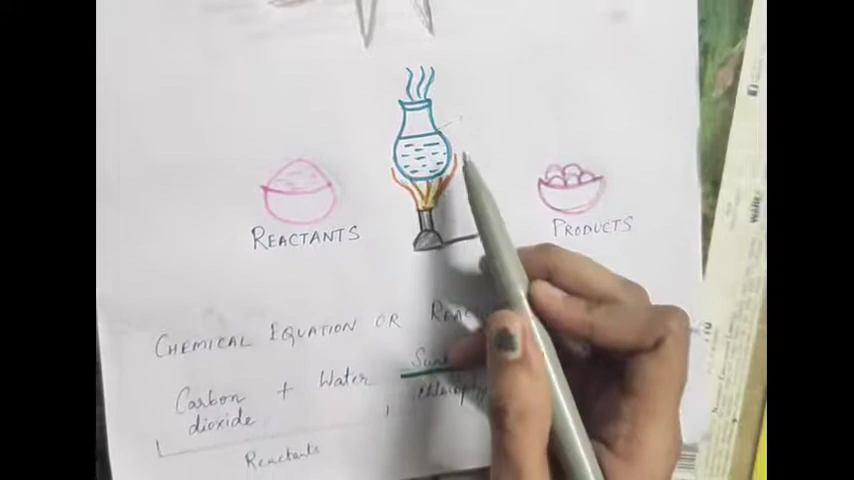 REACTANTS
PRODUCTS
CHEMICAL EQUATION OR
Carbon + Water
dioxide
Reactants